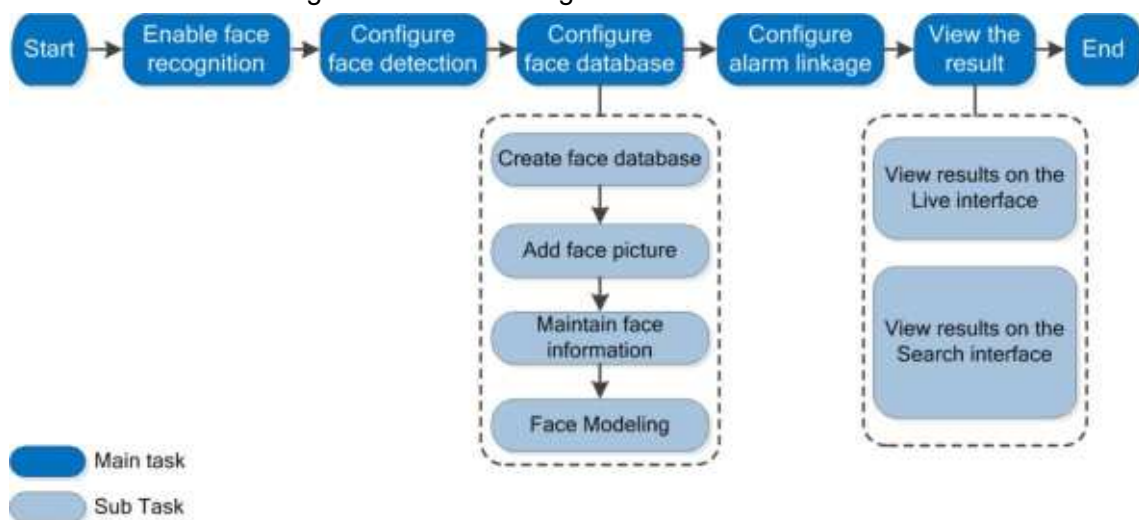 Start
Enable face
recognition
Configure
face detection
Configure
face database
Configure
alarm linkage
View the
result
End
Create face database
Add face picture
Maintain face
information
Face Modeling
View results on the
Live interface
View results on the
Search interface
Main task
Sub Task